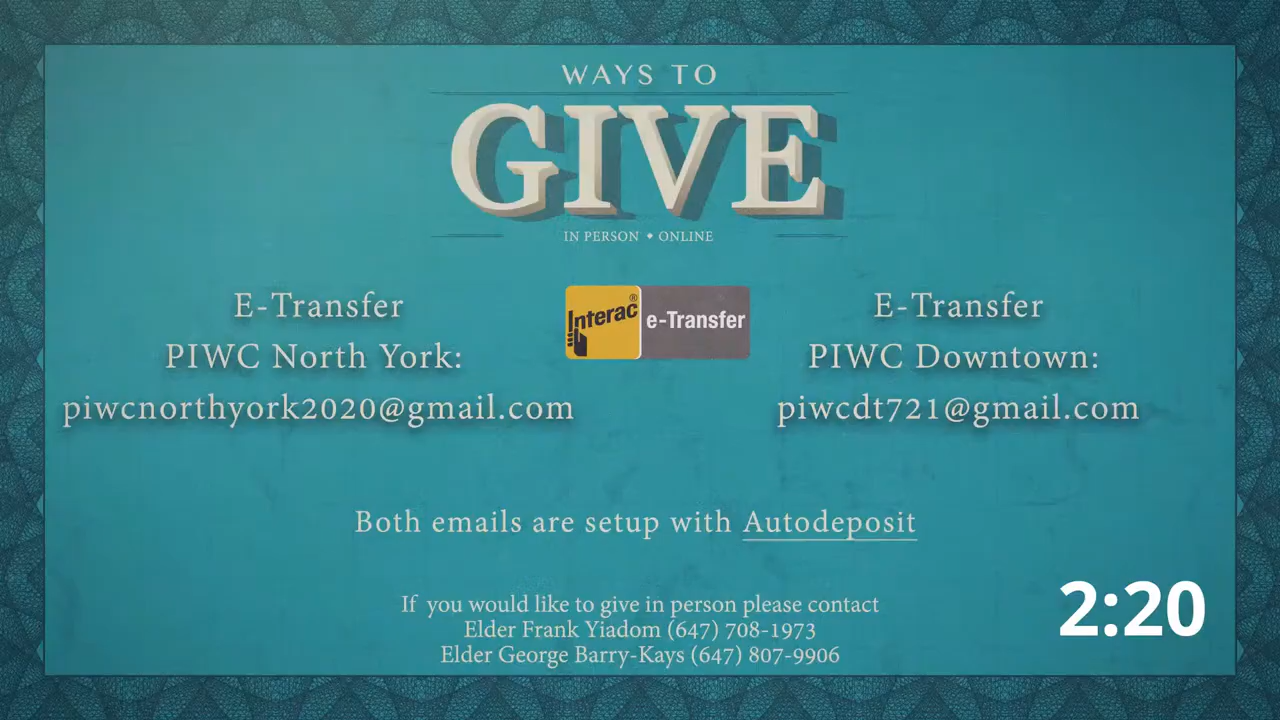 WAYS TO
GIVE
IN PERSON ♦ ONLINE
E-Transfer
PIWC North York:
piwcnorthyork2020@gmail.com
Interac® e-Transfer
E-Transfer
PIWC Downtown:
piwcdt721@gmail.com
Both emails are setup with Autodeposit
If you would like to give in person please contact
Elder Frank Yiadom (647) 708-1973
Elder George Barry-Kays (647) 807-9906
2:20